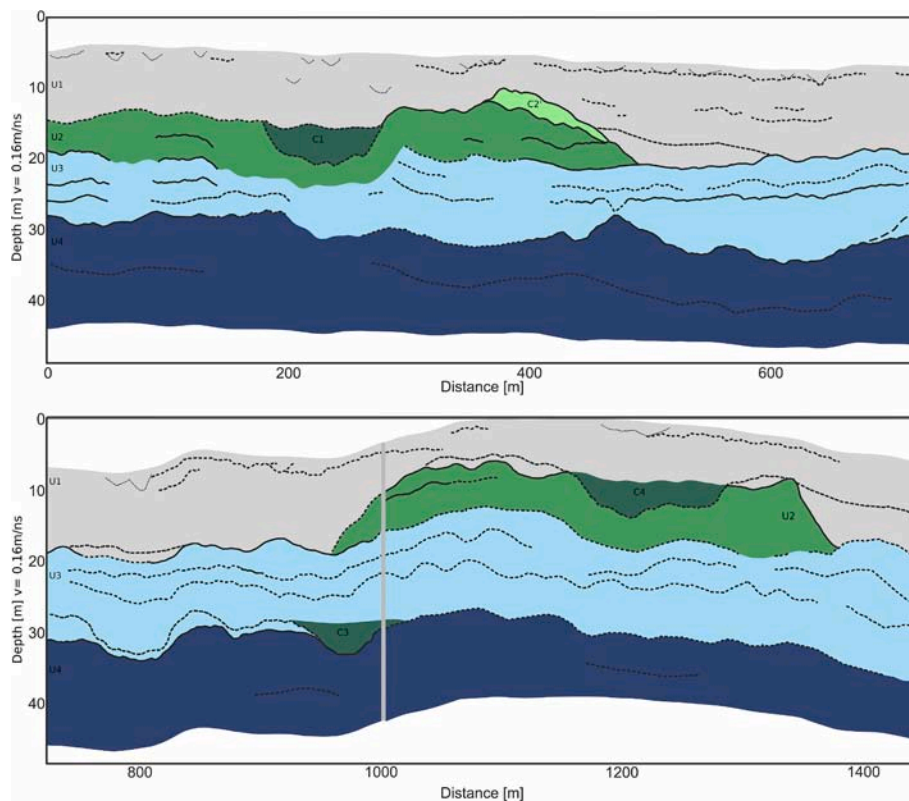 0
10
20
30
40
Depth [m] v= 0.16m/ns
U1
U2
U3
U4
C1
C2
0
200
400
600
Distance [m]
0
10
20
30
40
Depth [m] v= 0.16m/ns
U1
U3
U4
C4
U2
C3
800
1000
1200
1400
Distance [m]